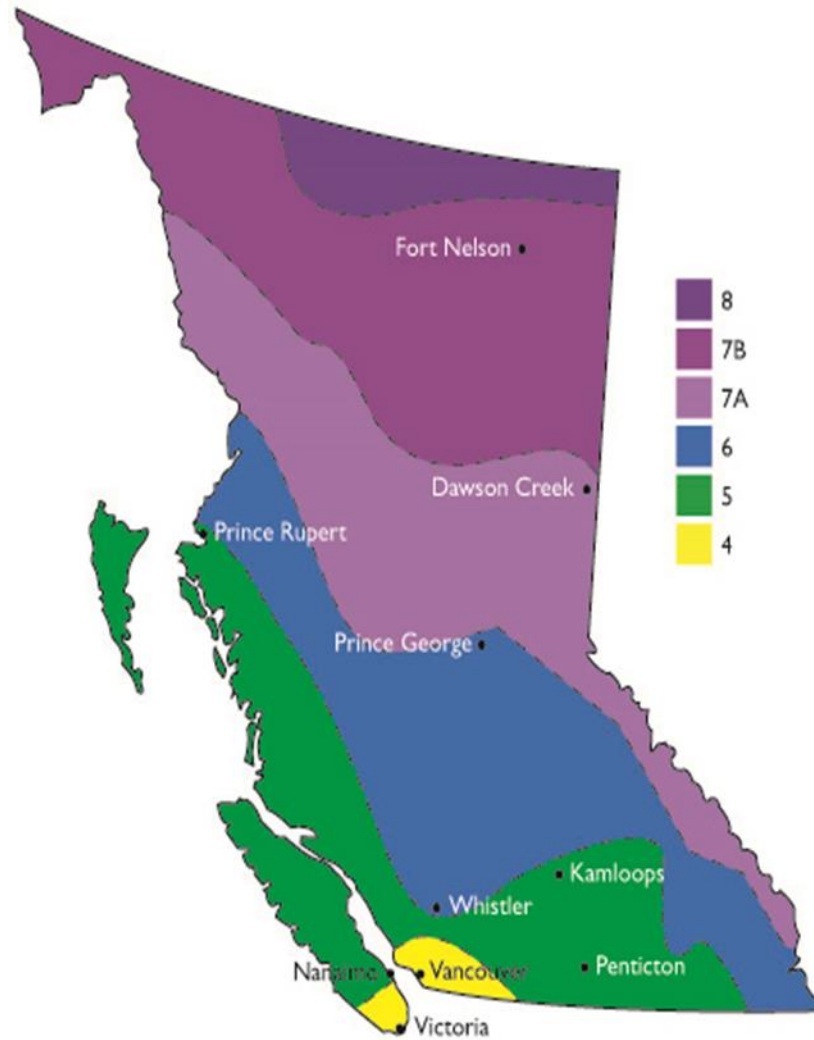 Fort Nelson
8
7B
7A
6
5
4
Dawson Creek
Prince Rupert
Prince George
Kamloops
Whistler
Nanaimo
Vancouver
Penticton
Victoria